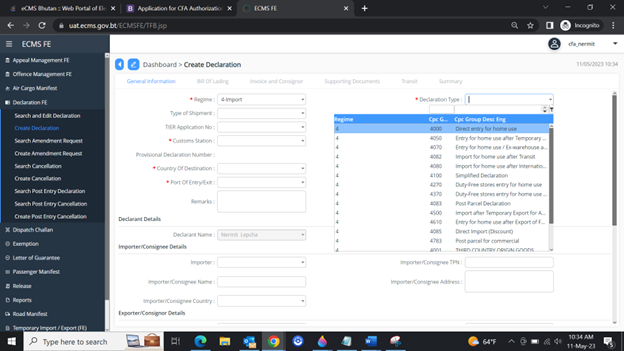 eCMS Bhutan :: Web Portal of Ele
Application for CFA Authorization
ECMS FE
uat.ecms.gov.bt/ECMSFE/TFB.jsp
Incognito
ECMS FE
cfa_nermit
Appeal Management FE
Offence Management FE
Air Cargo Manifest
Declaration FE
Search and Edit Declaration
Create Declaration
Search Amendment Request
Create Amendment Request
Search Cancellation
Create Cancellation
Search Post Entry Declaration
Search Post Entry Cancellation
Create Post Entry Cancellation
Dispatch Challan
Exemption
Letter of Guarantee
Passenger Manifest
Release
Reports
Road Manifest
Temporary Import / Export (FE)
Dashboard > Create Declaration
11/05/2023 10:34
General Information
Bill Of Lading
Invoice and Consignor
Supporting Documents
Transit
Summary
* Regime : 4-Import
* Declaration Type :
Type of Shipment :
TIER Application No :
* Customs Station :
Provisional Declaration Number :
* Country Of Destination :
* Port Of Entry/Exit :
Remarks :
Regime Cpc G... Cpc Group Desc Eng
4 4000 Direct entry for home use
4 4050 Entry for home use after Temporary ...
4 4070 Entry for home use / Ex-warehouse a...
4 4082 Import for home use after Transit
4 4080 Import for home use after Internatio...
4 4100 Simplified Declaration
4 4270 Duty-Free stores entry for home use
4 4370 Duty-free stores entry for home use ...
4 4083 Post Parcel Declaration
4 4500 Import after Temporary Export for A...
4 4610 Entry for home use after Export of F...
4 4085 Direct Import (Discount)
4 4783 Post parcel for commercial
4 4001 THIRD COUNTRY ORIGIN GOODS
Declarant Details
Declarant Name : Nermit Lepcha
Importer/Consignee Details
Importer :
Importer/Consignee TPN :
Importer/Consignee Name :
Importer/Consignee Address :
Importer/Consignee Country :
Exporter/Consignor Details
Type here to search
64°F
10:34 AM
11-May-23